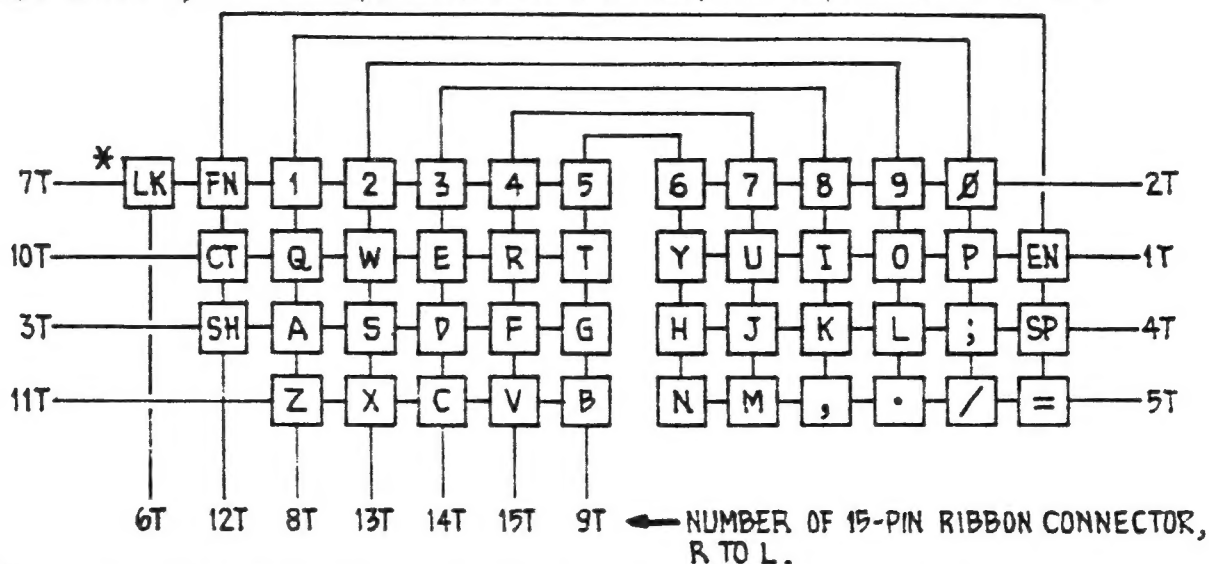 * 7T LK FN 1 2 3 4 5 6 7 8 9 Ø 2T
10T CT Q W E R T Y U I O P EN 1T
3T SH A S D F G H J K L ; SP 4T
11T Z X C V B N M , . / = 5T
6T 12T 8T 13T 14T 15T 9T NUMBER OF 15-PIN RIBBON CONNECTOR,
R TO L.